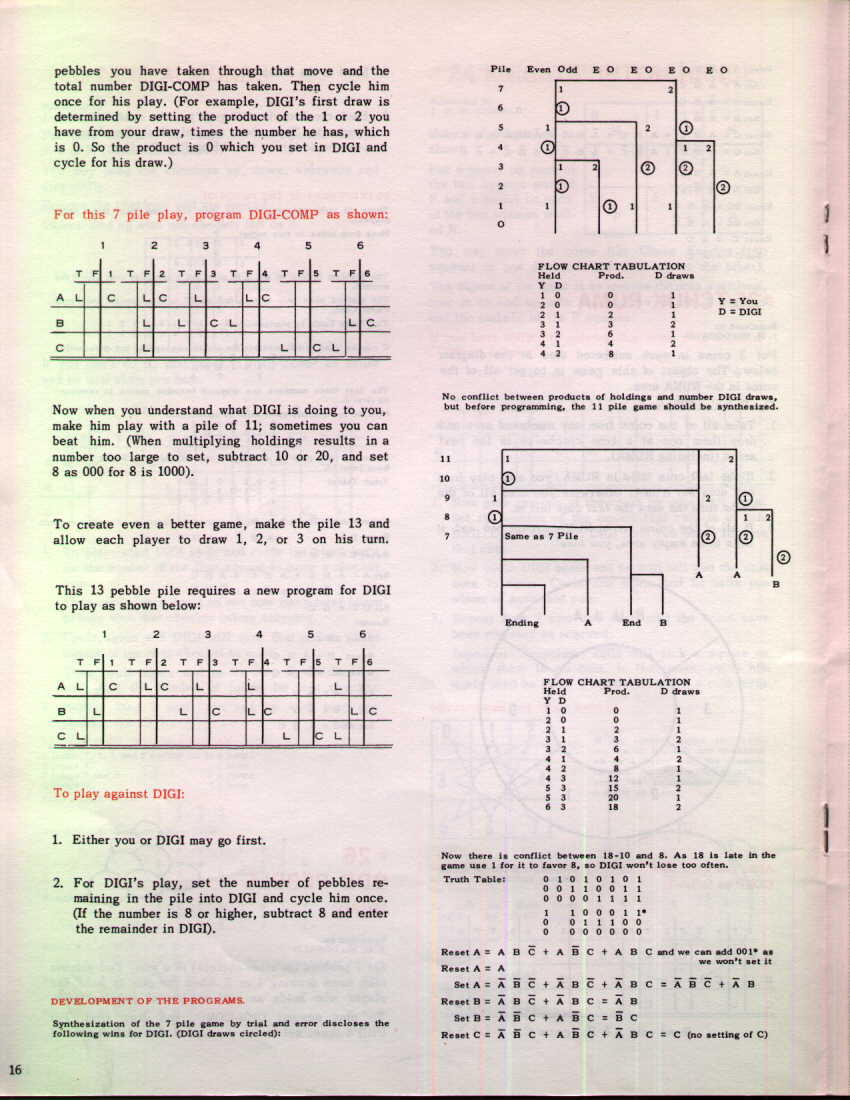 pebbles you have taken through that move and the
total number DIGI-COMP has taken. Then cycle him
once for his play. (For example, DIGI's first draw is
determined by setting the product of the 1 or 2 you
have from your draw, times the number he has, which
is 0. So the product is 0 which you set in DIGI and
cycle for his draw.)
For this 7 pile play, program DIGI-COMP as shown:
1 2 3 4 5 6
T F 1 T F 2 T F 3 T F 4 T F 5 T F 6
A L C L C L L C
B L L C L L C
C L L C L
Now when you understand what DIGI is doing to you,
make him play with a pile of 11; sometimes you can
beat him. (When multiplying holdings results in a
number too large to set, subtract 10 or 20, and set
8 as 000 for 8 is 1000).
To create even a better game, make the pile 13 and
allow each player to draw 1, 2, or 3 on his turn.
This 13 pebble pile requires a new program for DIGI
to play as shown below:
1 2 3 4 5 6
T F 1 T F 2 T F 3 T F 4 T F 5 T F 6
A L C L C L L L
B L L C L C L C
C L L C L
To play against DIGI:
1. Either you or DIGI may go first.
2. For DIGI's play, set the number of pebbles re-
maining in the pile into DIGI and cycle him once.
(If the number is 8 or higher, subtract 8 and enter
the remainder in DIGI).
DEVELOPMENT OF THE PROGRAMS.
Synthesization of the 7 pile game by trial and error discloses the
following wins for DIGI. (DIGI draws circled):
16
Pile Even Odd E O E O E O E O
7 1 2
6 1
5 1 2 1
4 1 1 2
3 1 2 2 2
2 1 2
1 1 1 1 1
0
FLOW CHART TABULATION
Held Prod. D draws
Y D
1 0 0 1
2 0 0 1
2 1 2 1
3 1 3 2
3 2 6 1
4 1 4 2
4 2 8 1
Y = You
D = DIGI
No conflict between products of holdings and number DIGI draws,
but before programming, the 11 pile game should be synthesized.
11 1 2
10 1
9 1 2 1
8 1 1 2
7 Same as 7 Pile 2 2
2
A A
B
Ending A End B
FLOW CHART TABULATION
Held Prod. D draws
Y D
1 0 0 1
2 0 0 1
2 1 2 1
3 1 3 2
3 2 6 1
4 1 4 2
4 2 8 1
4 3 12 1
5 3 15 2
5 3 20 1
6 3 18 2
Now there is conflict between 18-10 and 8. As 18 is late in the
game use 1 for it to favor 8, so DIGI won't lose too often.
Truth Table: 0 1 0 1 0 1 0 1
0 0 1 1 0 0 1 1
0 0 0 0 1 1 1 1
1 1 0 0 0 1 1*
0 0 1 1 1 0 0
0 0 0 0 0 0 0
Reset A = A B C̅ + A B̅ C + A B C and we can add 001* as
we won't set it
Reset A = A
Set A = A̅ B̅ C̅ + A̅ B̅ C + A̅ B C = A̅ B̅ C̅ + A̅ B
Reset B = A̅ B C̅ + A̅ B C = A̅ B
Set B = A̅ B̅ C + A B̅ C = B̅ C
Reset C = A̅ B̅ C + A B̅ C + A̅ B C = C (no setting of C)